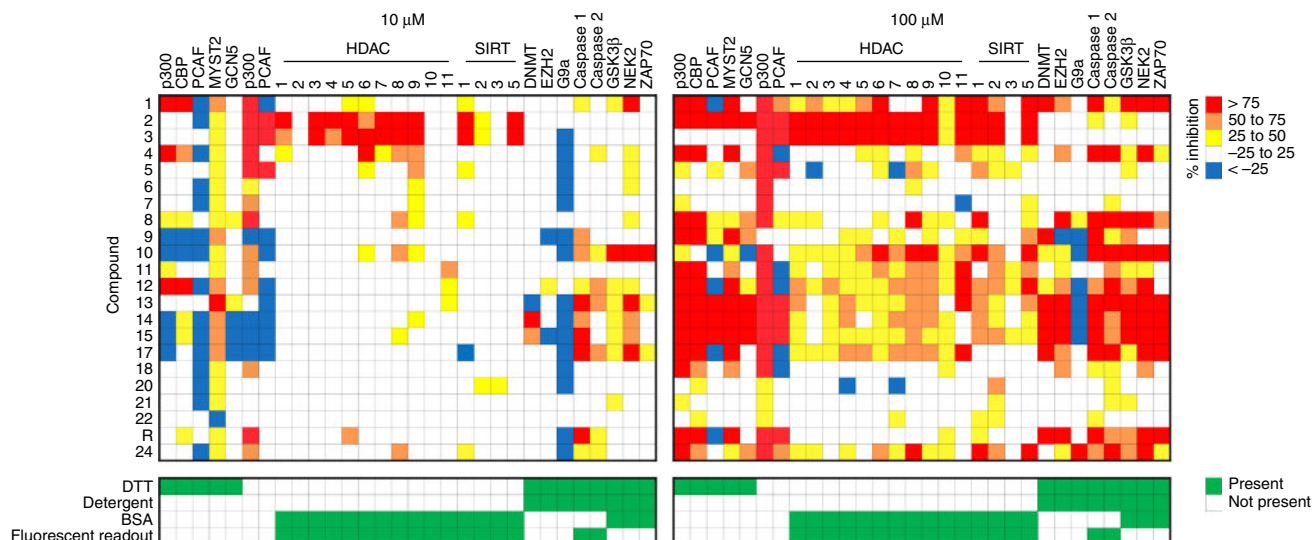 10 µM
100 µM
HDAC
SIRT
HDAC
SIRT
p300 CBP PCAF MYST2 GCN5 p300 PCAF 1 2 3 4 5 6 7 8 9 10 11 1 2 3 5 DNMT EZH2 G9a Caspase 1 Caspase 2 GSK3β NEK2 ZAP70
p300 CBP PCAF MYST2 GCN5 p300 PCAF 1 2 3 4 5 6 7 8 9 10 11 1 2 3 5 DNMT EZH2 G9a Caspase 1 Caspase 2 GSK3β NEK2 ZAP70
Compound
1
2
3
4
5
6
7
8
9
10
11
12
13
14
15
17
18
20
21
22
R
24
% inhibition
> 75
50 to 75
25 to 50
–25 to 25
< –25
DTT
Detergent
BSA
Fluorescent readout
Present
Not present